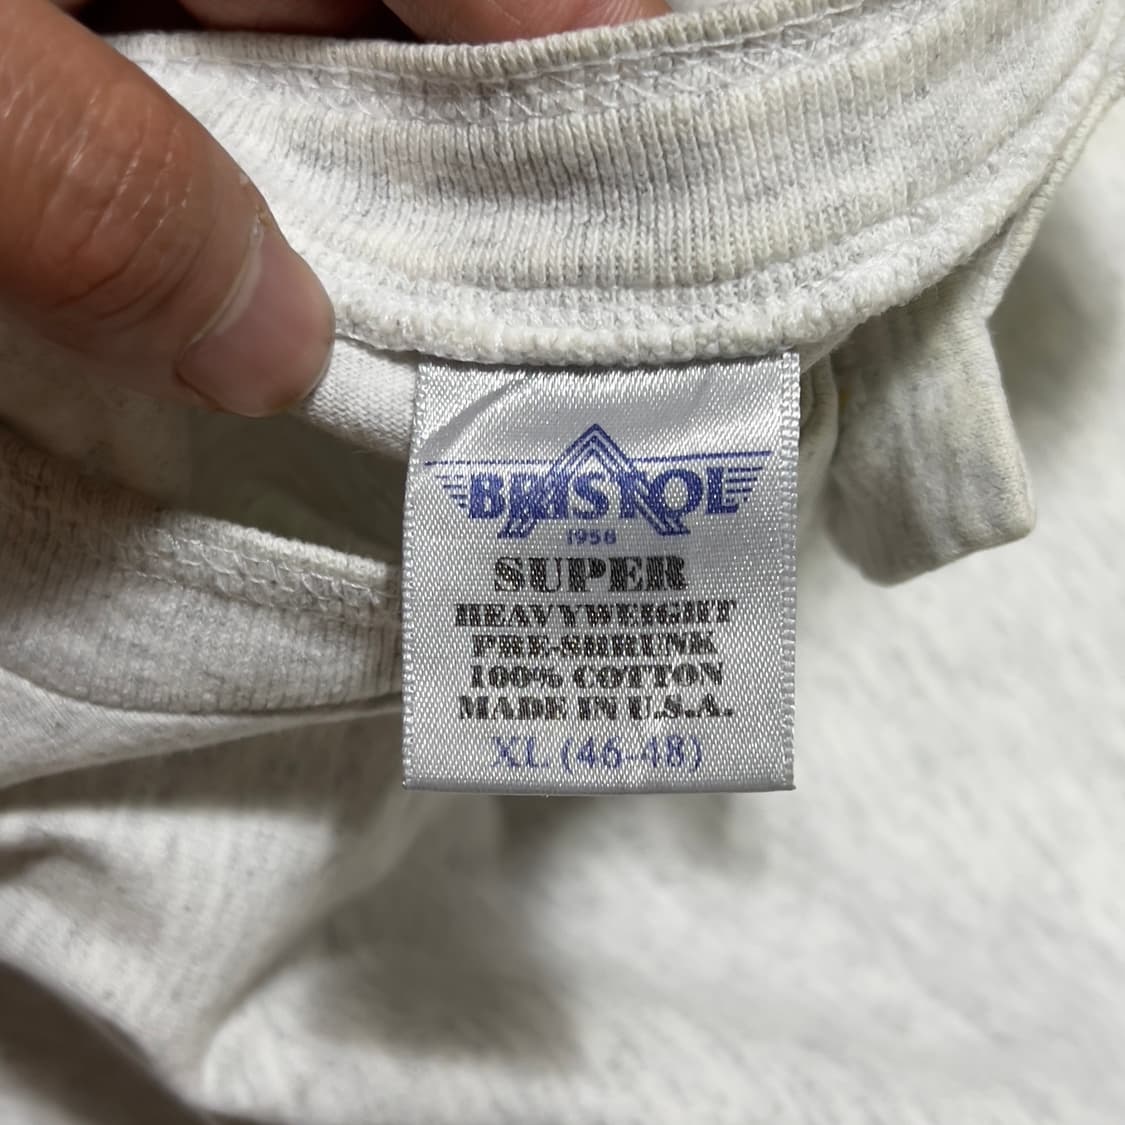 BRISTOL
1958
SUPER
HEAVYWEIGHT
PRE-SHRUNK
100% COTTON
MADE IN U.S.A.
XL (46-48)